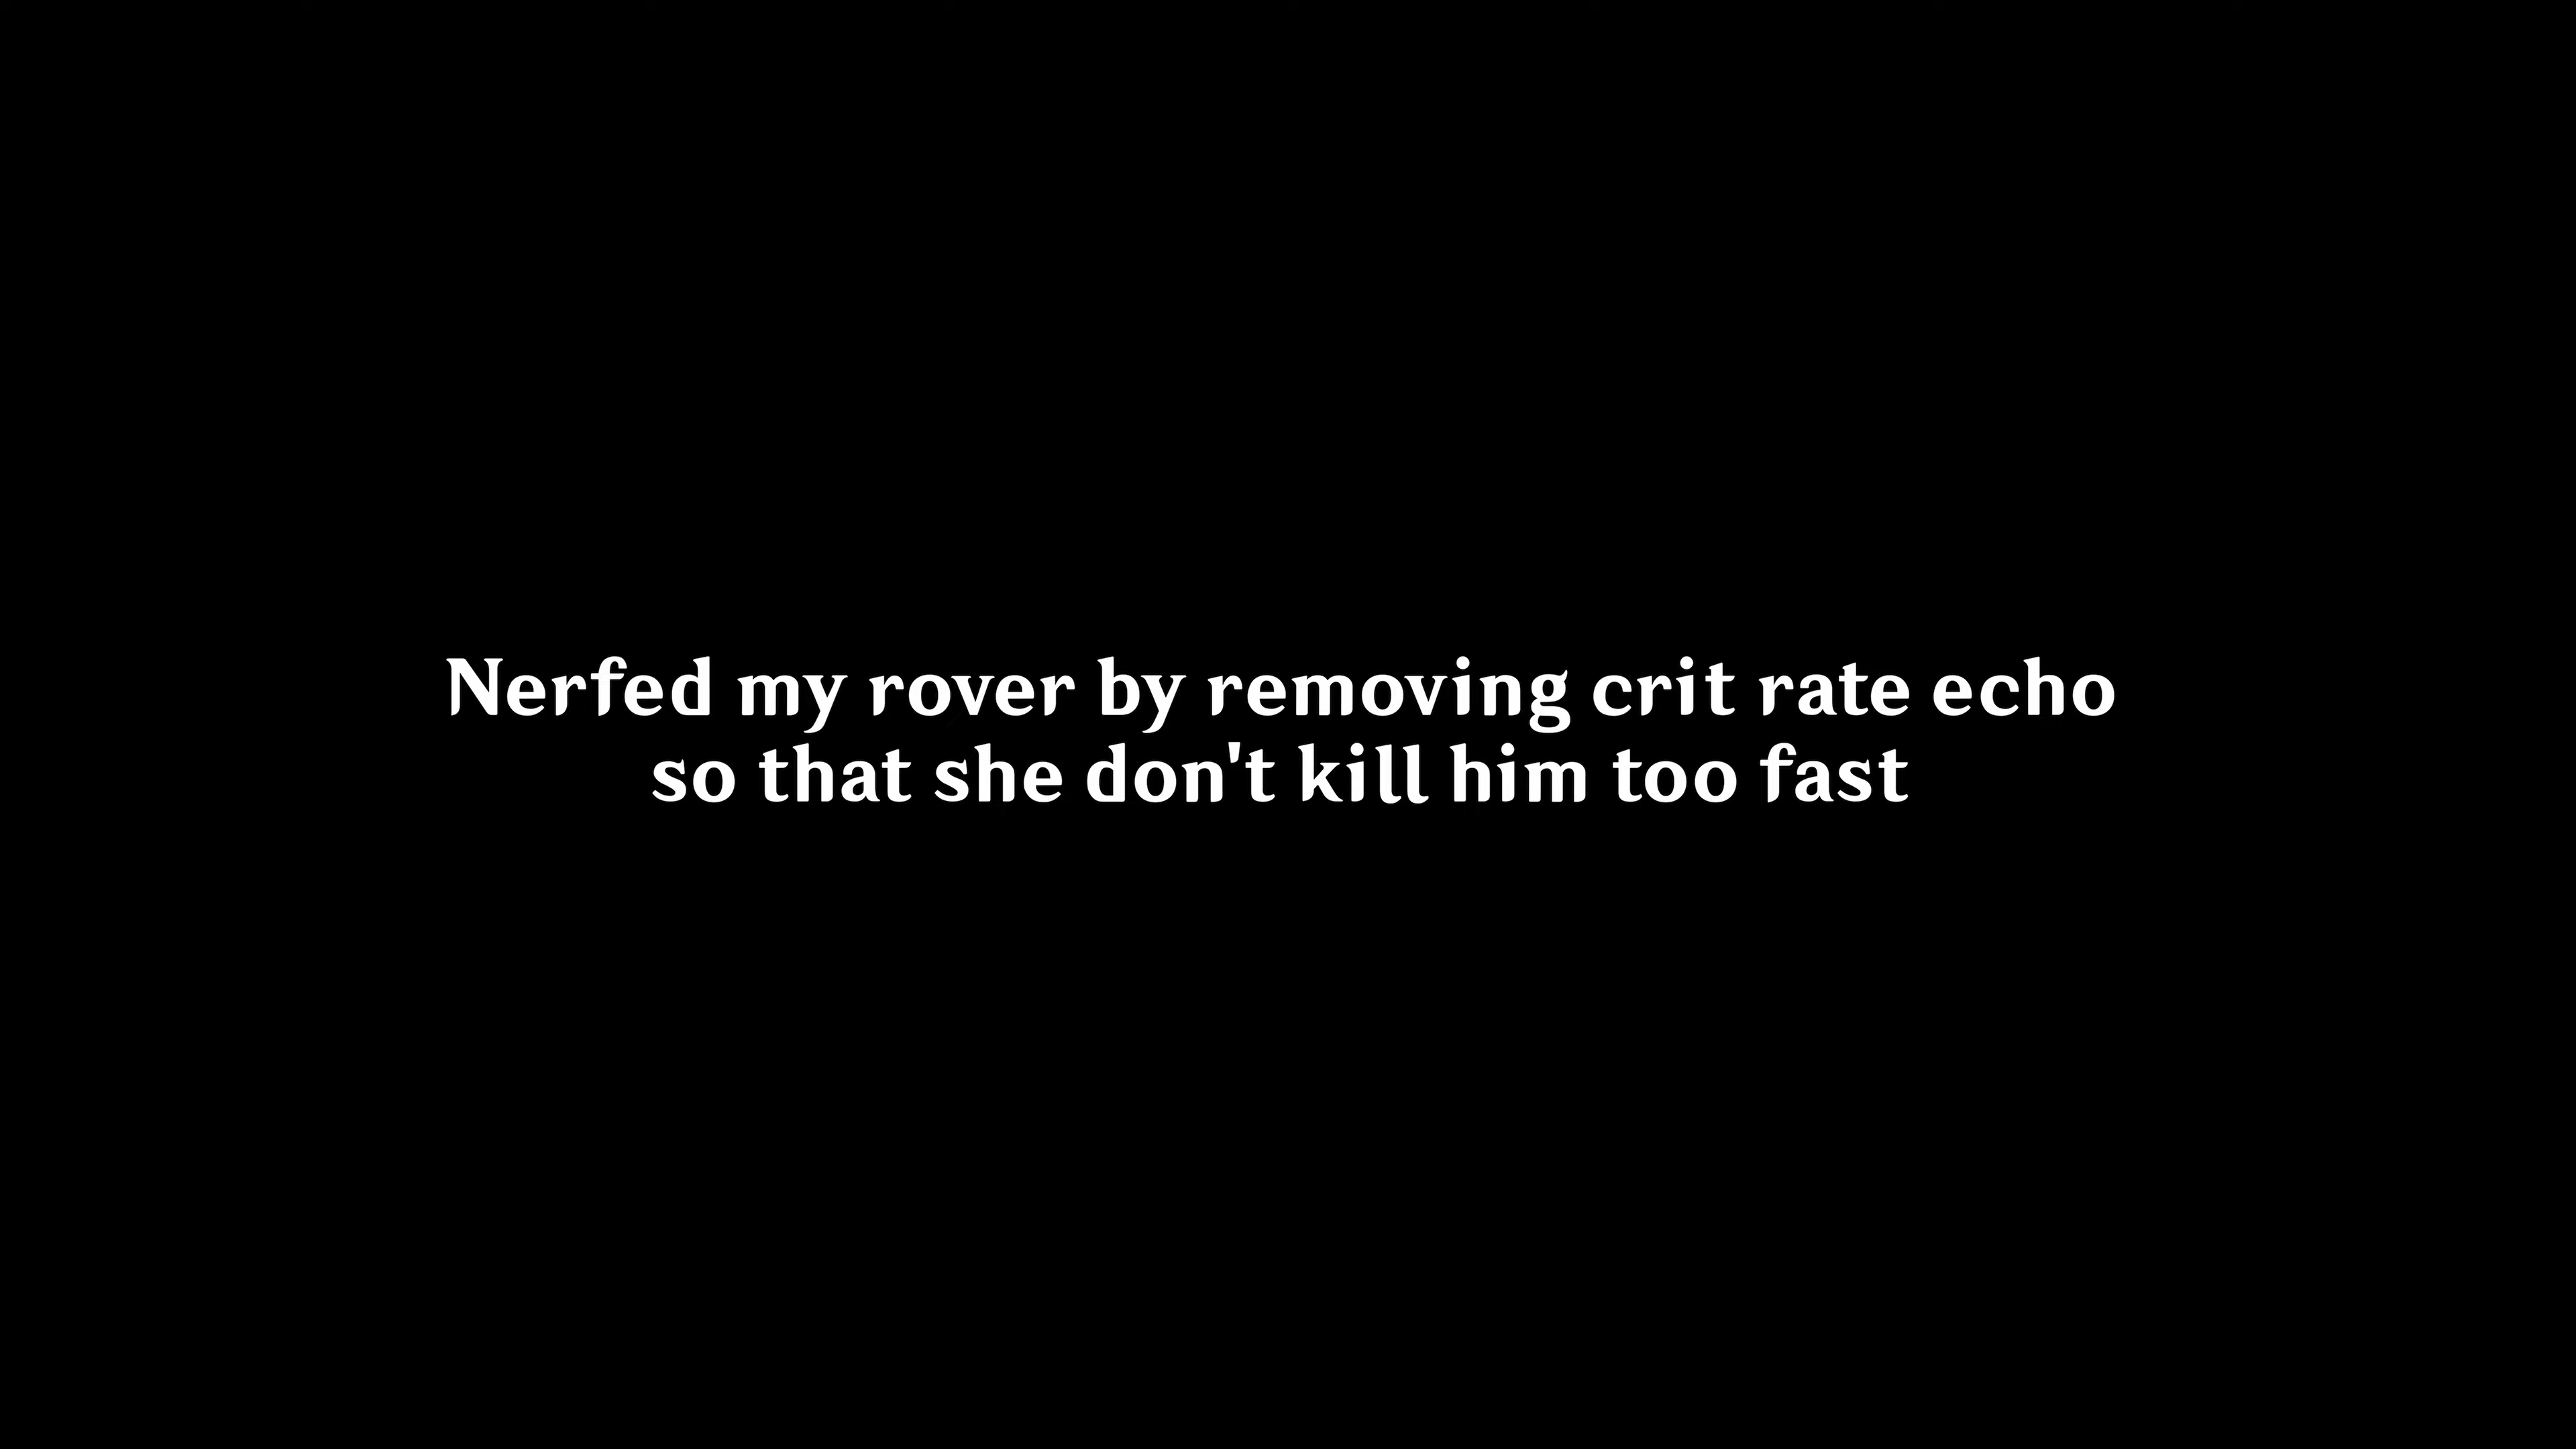 Nerfed my rover by removing crit rate echo
so that she don't kill him too fast